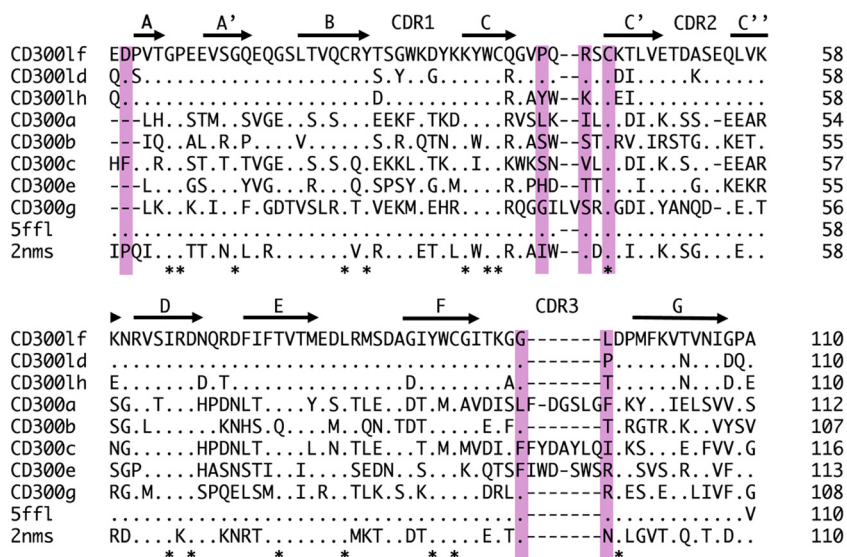 A A’ B CDR1 C C’ CDR2 C’’
CD300lf EDPVTGPEEVSGQEQGSLTVQCRYTSGWKDYKKYWCQGVPQ--RSCKTLVETDASEQLVK 58
CD300ld Q.S.....................S.Y..G......R.....--...DI.....K...... 58
CD300lh Q.......................D...........R.AYW--K..EI............. 58
CD300a ---LH..STM..SVGE..S.S...EEKF.TKD....RVSLK--IL..DI.K.SS-EEAR 54
CD300b ---IQ..AL.R.P....V.....S.R.QTN..W..R.ASW--ST.RV.IRSTG..KET. 55
CD300c HF..R..ST.T.TVGE..S.S.Q.EKKL.TK..I..KWKSN--VL..DI.K.S..-EEAR 57
CD300e ---L...GS...YVG...R...Q.SPSY.G.M....R.PHD--TT...I....G..KEKR 55
CD300g ---LK.K.I..F.GDTVSLR.T.VEKM.EHR....RQGGILVSR.GDI.YANQD-.E.T 56
5ffl .........................................--................. 58
2nms IPQI...TT.N.L.R......V.R...ET.L.W..R.AIW--.D..I..K.SG...E.. 58
** * * * * ** *
D E F CDR3 G
CD300lf KNRVSIRDNQRDFIFTVTMEDLRMSDAGIYWCGITKGG--------LDPMFKVTVNIGPA 110
CD300ld ......................................--------P......N...DQ. 110
CD300lh E.......D.T...............D........A..--------T......N...D.E 110
CD300a SG..T...HPDNLT....Y.S.TLE..DT.M.AVDISLF-DGSLGF.KY..IELSVV.S 112
CD300b SG.L......KNHS.Q....M..QN.TDT....E.F.--------T.RGTR.K..VYSV 107
CD300c NG......HPDNLT....L.N.TLE...T.M.MVDI.FFYDAYLQI.KS...E.FVV.G 116
CD300e SGP.....HASNSTI..I...SEDN..S...K.QTSFIWD-SWSR..SVS.R..VF.. 113
CD300g RG.M....SPQELSM..I.R..TLK.S.K....DRL.--------R.ES.E..LIVF.G 108
5ffl ......................................--------.............V 110
2nms RD....K..KNRT.....MKT..DT....E.T.--------N.LGVT.Q.T.D.. 110
* * * * * * *